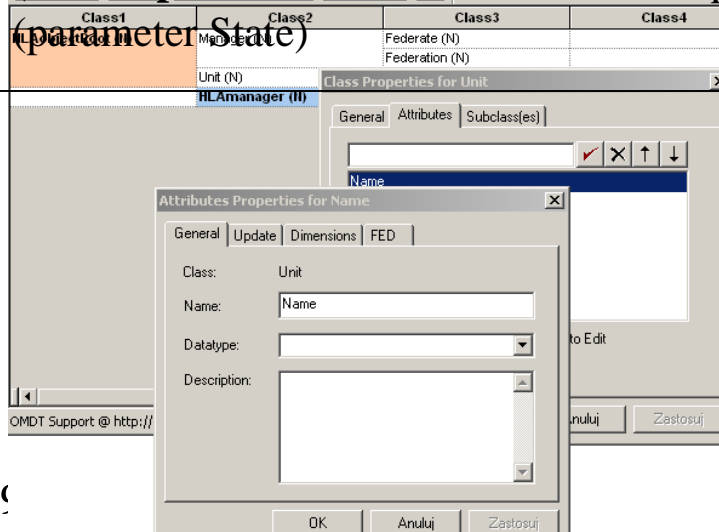 Class1 Class2 Class3 Class4
(parameter State)
Federate (N)
Federation (N)
Unit (N)
HLAmanager (N)
Class Properties for Unit
General Attributes Subclass(es)
Name
Attributes Properties for Name
General Update Dimensions FED
Class: Unit
Name: Name
Datatype:
Description:
to Edit
OMDT Support @ http://
Zastosuj
OK Anuluj Zastosuj